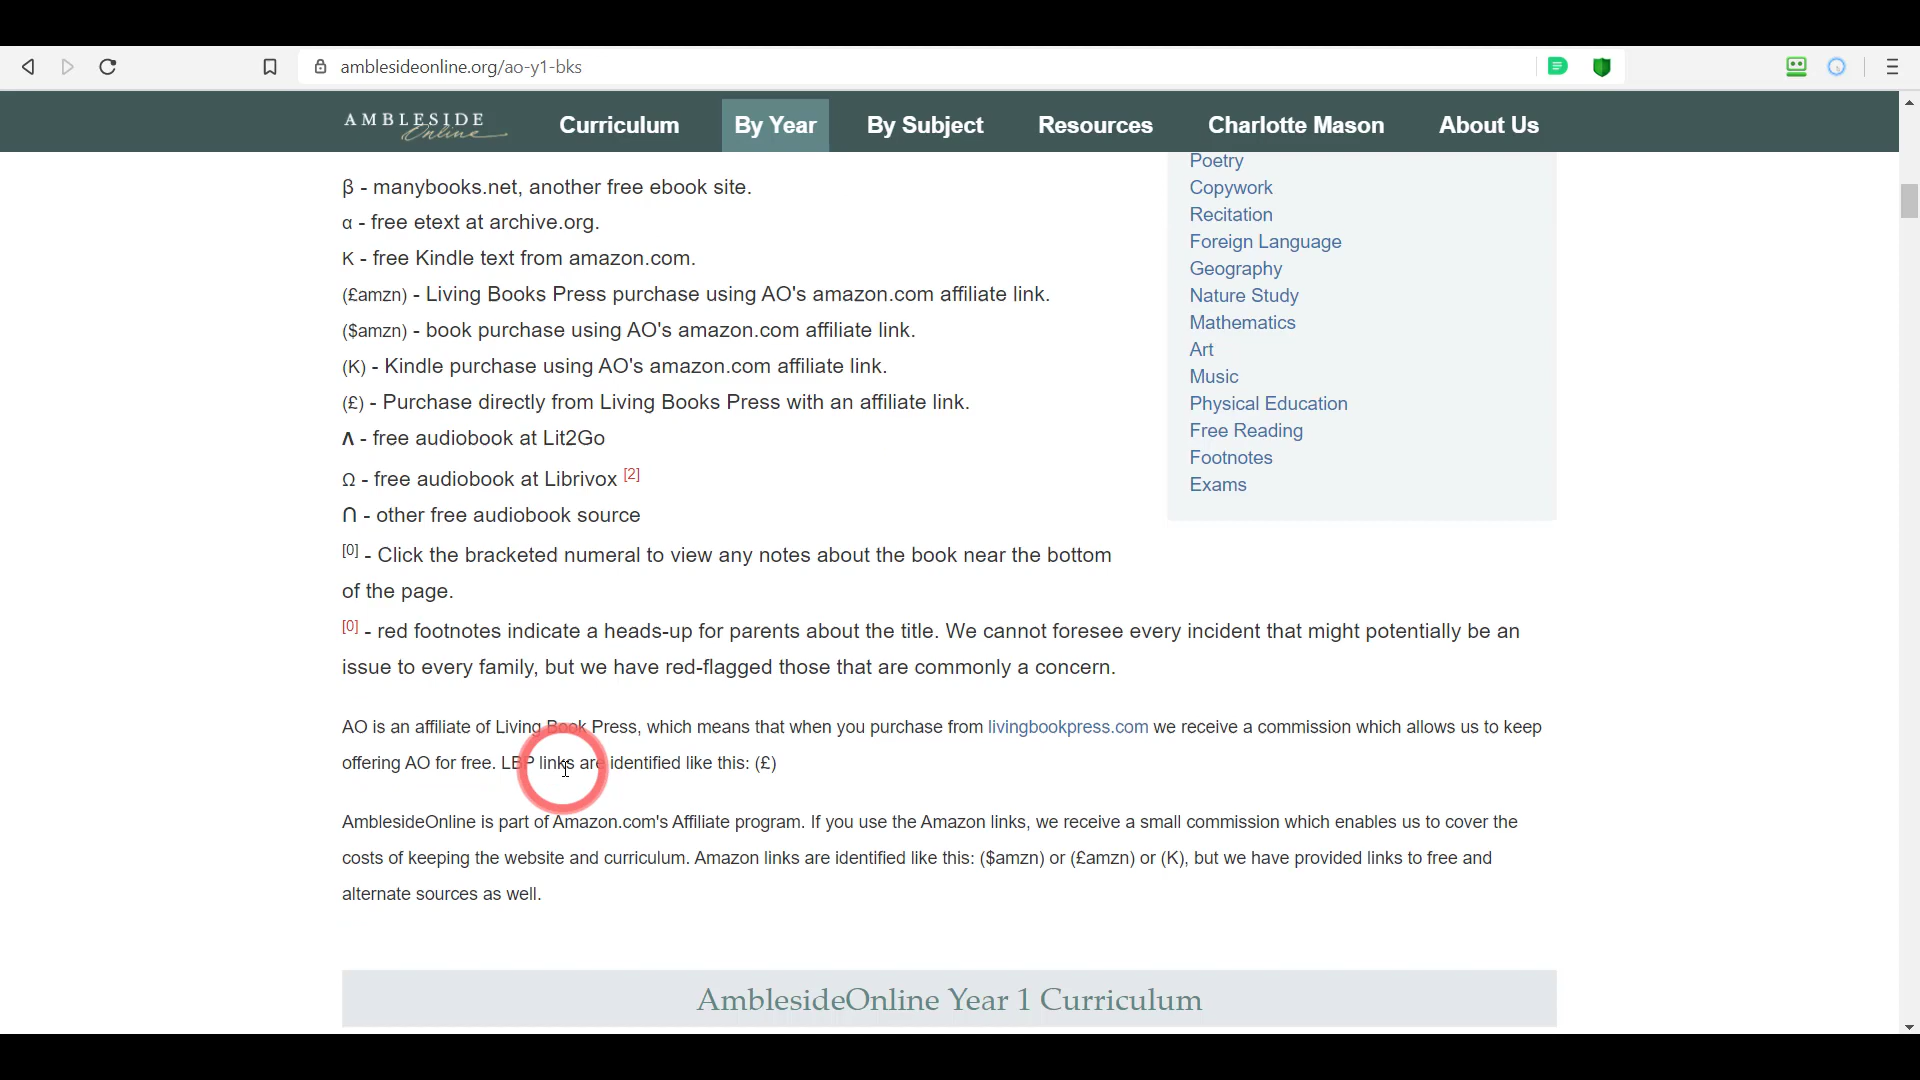 amblesideonline.org/ao-y1-bks
AMBLESIDE
Online
Curriculum
By Year
By Subject
Resources
Charlotte Mason
About Us
β - manybooks.net, another free ebook site.
α - free etext at archive.org.
K - free Kindle text from amazon.com.
(£amzn) - Living Books Press purchase using AO's amazon.com affiliate link.
($amzn) - book purchase using AO's amazon.com affiliate link.
(K) - Kindle purchase using AO's amazon.com affiliate link.
(£) - Purchase directly from Living Books Press with an affiliate link.
Λ - free audiobook at Lit2Go
Ω - free audiobook at Librivox [2]
Ո - other free audiobook source
[0] - Click the bracketed numeral to view any notes about the book near the bottom
of the page.
[0] - red footnotes indicate a heads-up for parents about the title. We cannot foresee every incident that might potentially be an
issue to every family, but we have red-flagged those that are commonly a concern.
AO is an affiliate of Living Book Press, which means that when you purchase from livingbookpress.com we receive a commission which allows us to keep
offering AO for free. LBP links are identified like this: (£)
AmblesideOnline is part of Amazon.com's Affiliate program. If you use the Amazon links, we receive a small commission which enables us to cover the
costs of keeping the website and curriculum. Amazon links are identified like this: ($amzn) or (£amzn) or (K), but we have provided links to free and
alternate sources as well.
Poetry
Copywork
Recitation
Foreign Language
Geography
Nature Study
Mathematics
Art
Music
Physical Education
Free Reading
Footnotes
Exams
AmblesideOnline Year 1 Curriculum